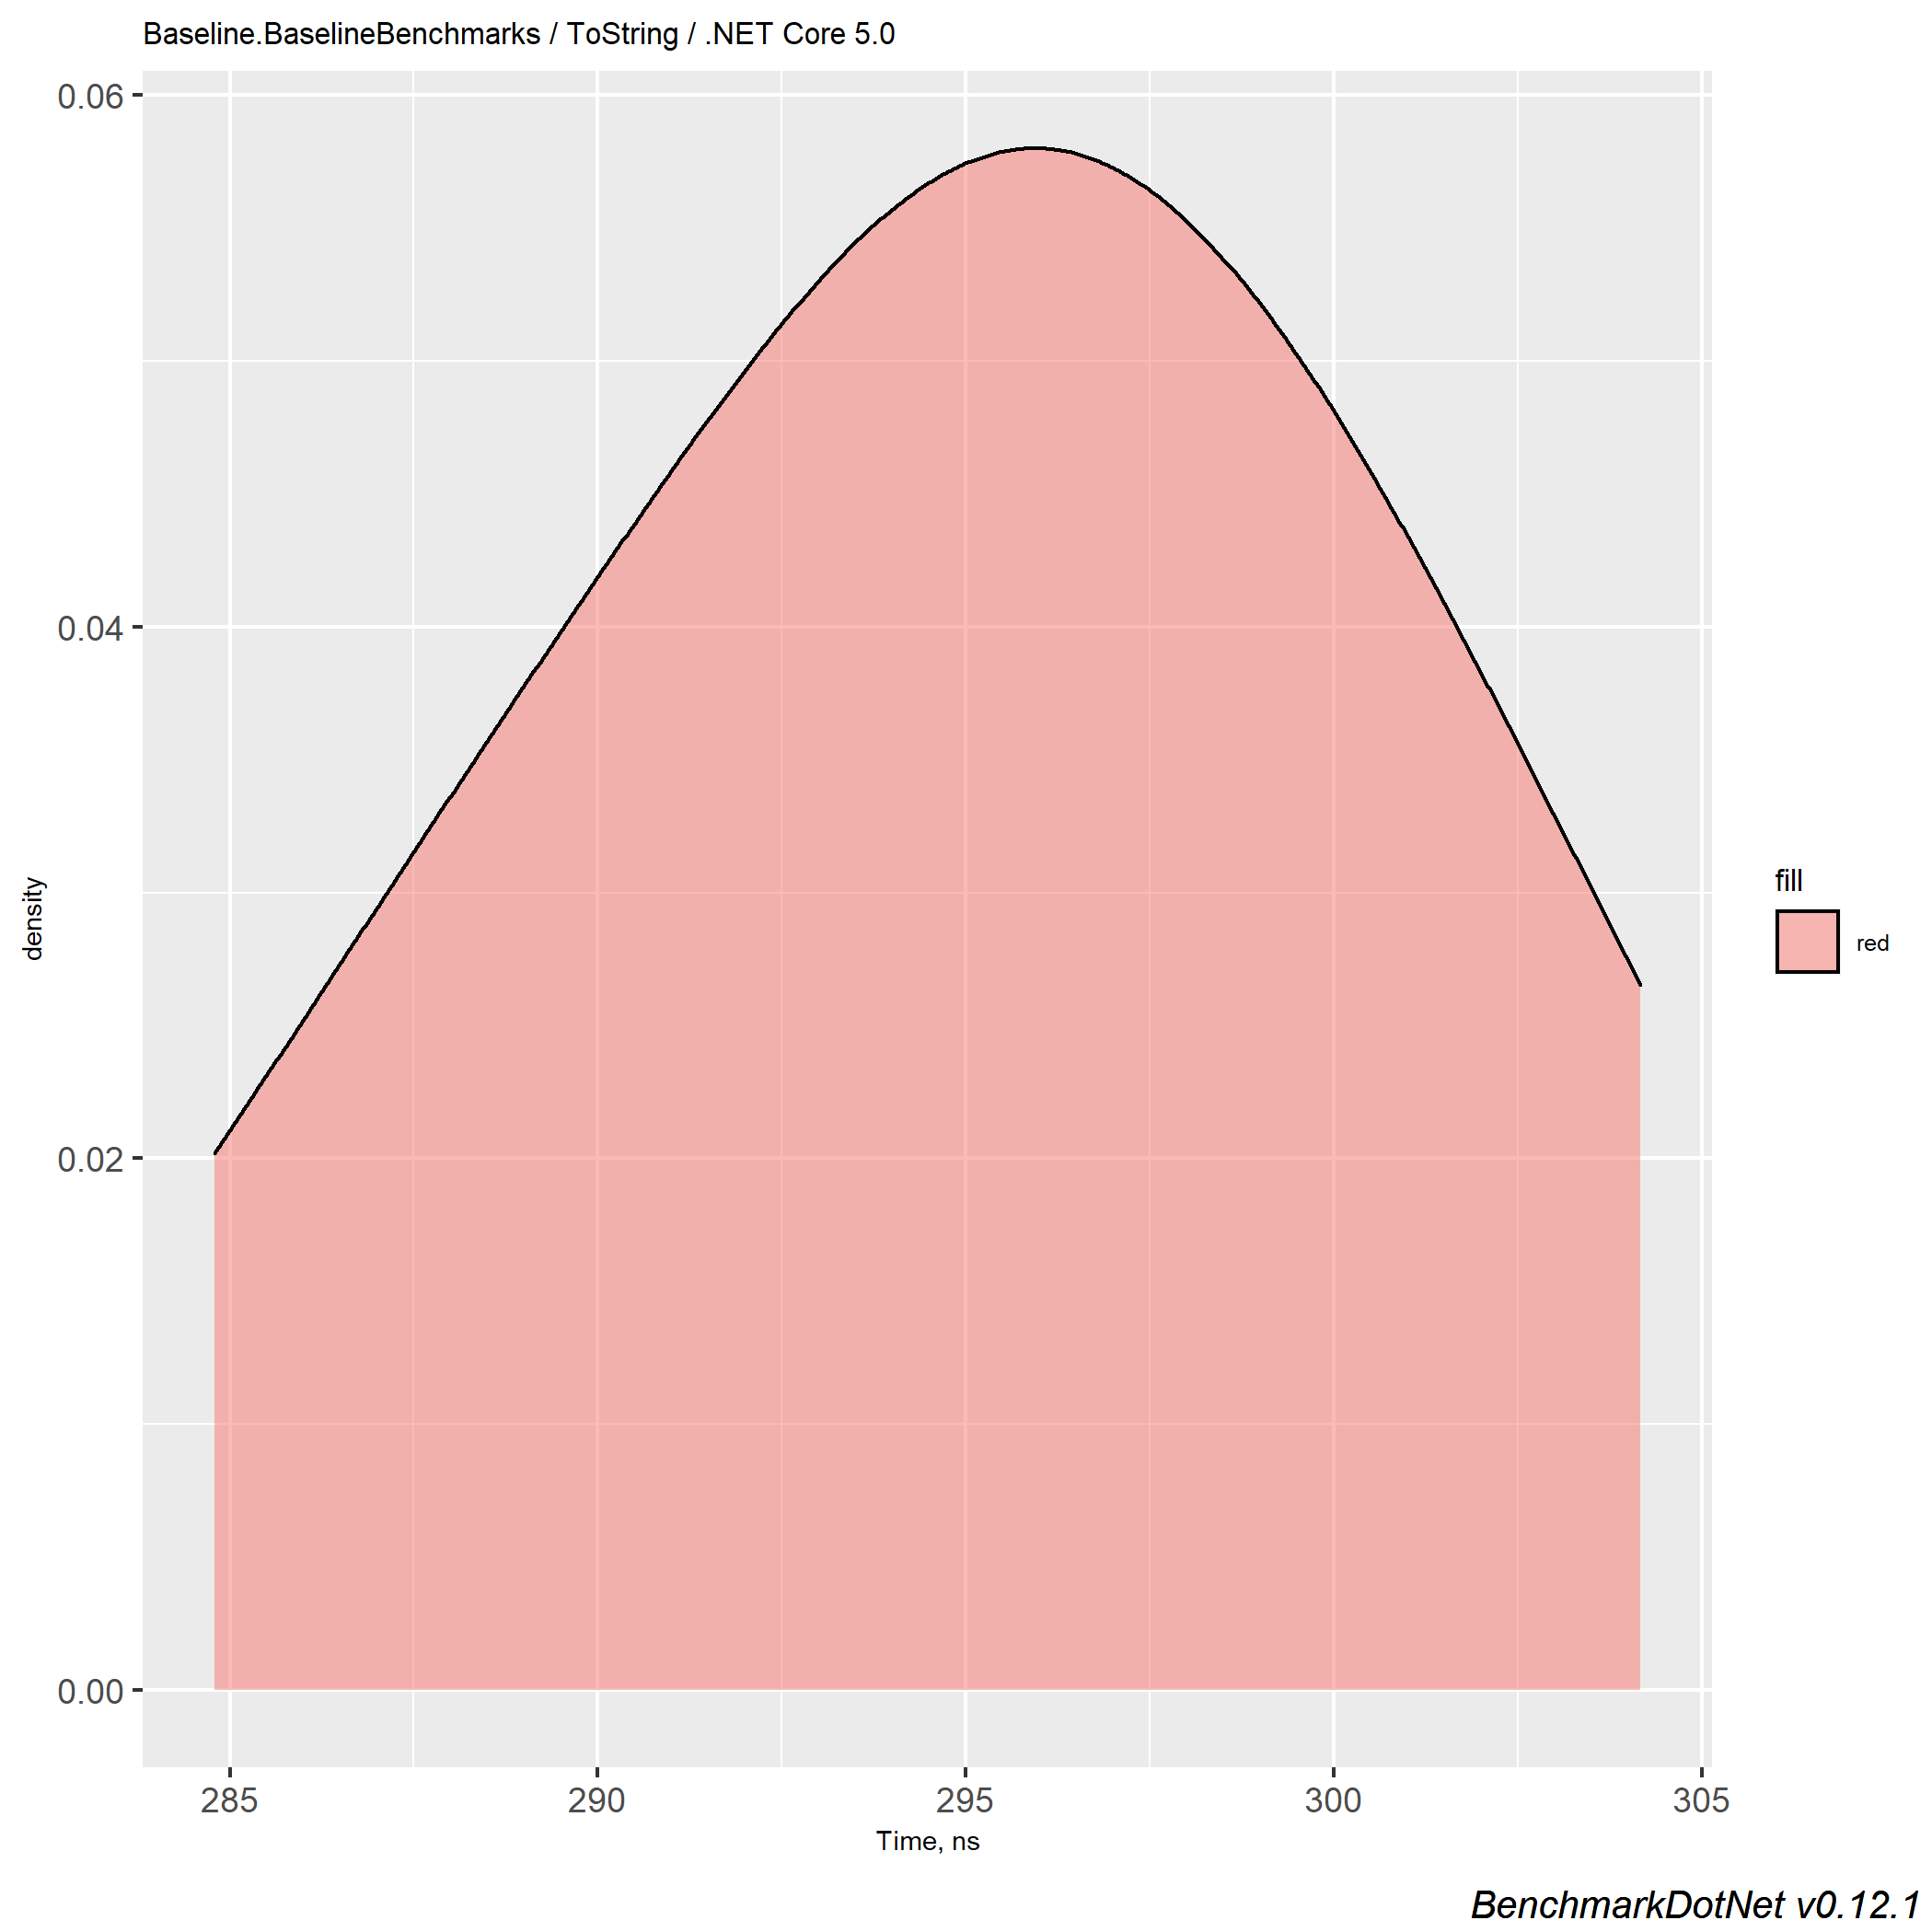 Baseline.BaselineBenchmarks / ToString / .NET Core 5.0
0.06
0.04
0.02
0.00
density
285 290 295 300 305
Time, ns
fill
red
BenchmarkDotNet v0.12.1